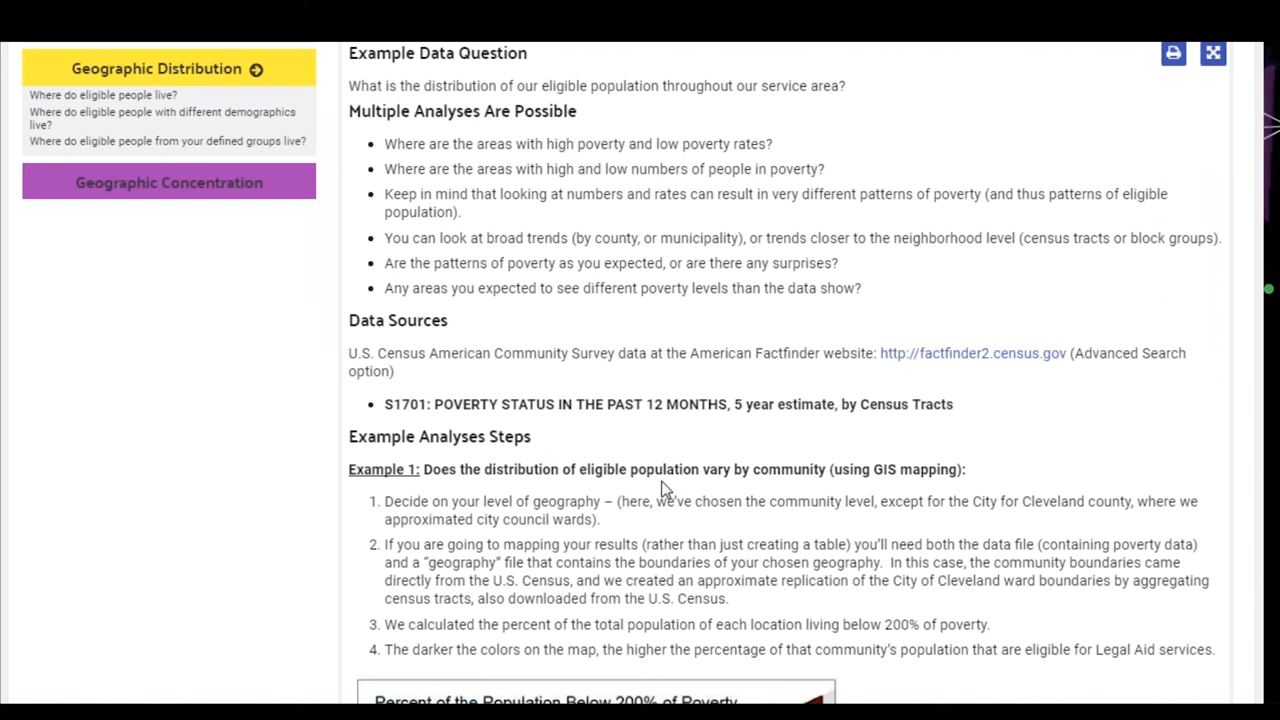 Geographic Distribution
Where do eligible people live?
Where do eligible people with different demographics
live?
Where do eligible people from your defined groups live?
Geographic Concentration
Example Data Question
What is the distribution of our eligible population throughout our service area?
Multiple Analyses Are Possible
Where are the areas with high poverty and low poverty rates?
Where are the areas with high and low numbers of people in poverty?
Keep in mind that looking at numbers and rates can result in very different patterns of poverty (and thus patterns of eligible
population).
You can look at broad trends (by county, or municipality), or trends closer to the neighborhood level (census tracts or block groups).
Are the patterns of poverty as you expected, or are there any surprises?
Any areas you expected to see different poverty levels than the data show?
Data Sources
U.S. Census American Community Survey data at the American Factfinder website: http://factfinder2.census.gov (Advanced Search
option)
S1701: POVERTY STATUS IN THE PAST 12 MONTHS, 5 year estimate, by Census Tracts
Example Analyses Steps
Example 1: Does the distribution of eligible population vary by community (using GIS mapping):
1. Decide on your level of geography – (here, we've chosen the community level, except for the City for Cleveland county, where we
approximated city council wards).
2. If you are going to mapping your results (rather than just creating a table) you'll need both the data file (containing poverty data)
and a “geography” file that contains the boundaries of your chosen geography. In this case, the community boundaries came
directly from the U.S. Census, and we created an approximate replication of the City of Cleveland ward boundaries by aggregating
census tracts, also downloaded from the U.S. Census.
3. We calculated the percent of the total population of each location living below 200% of poverty.
4. The darker the colors on the map, the higher the percentage of that community's population that are eligible for Legal Aid services.
Percent of the Population Below 200% of Poverty